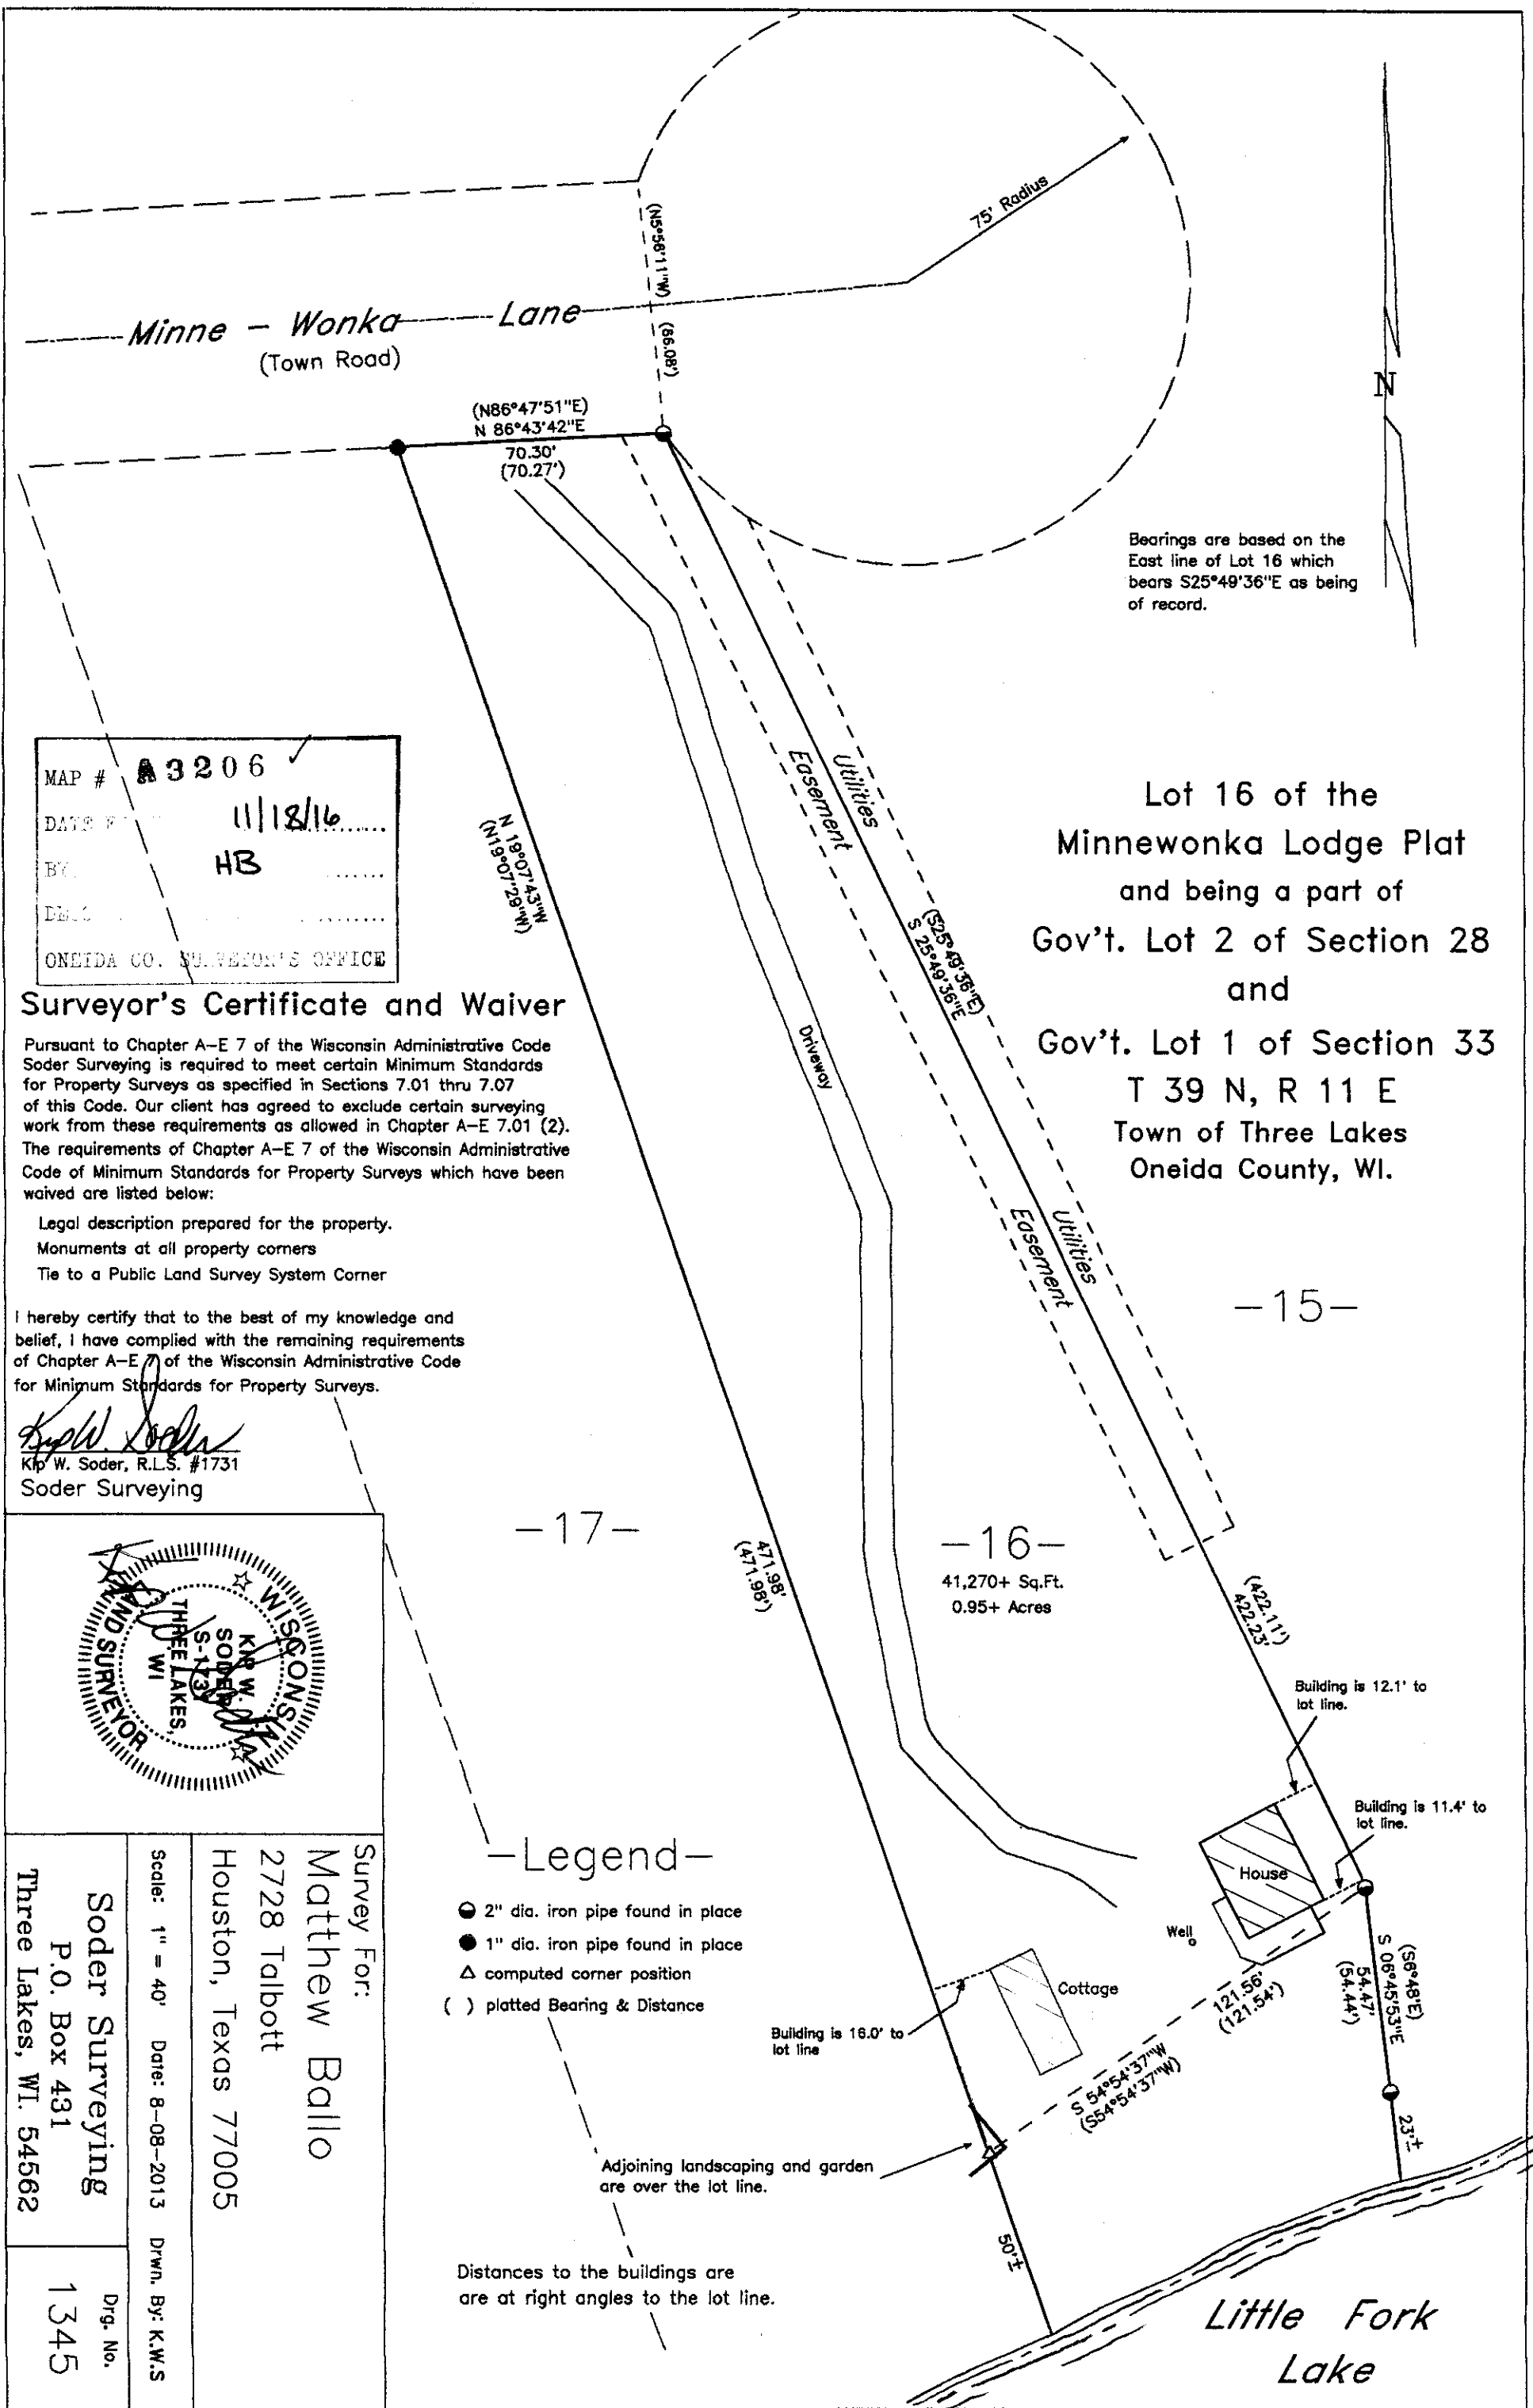 75' Radius
(N5°56'11"W) (66.08')
Minne - Wonka Lane
(Town Road)
(N86°47'51"E)
N 86°43'42"E
70.30'
(70.27')
N
Bearings are based on the
East line of Lot 16 which
bears S25°49'36"E as being
of record.
MAP # A3206
11/18/16
BY. HB
ONEIDA CO. SURVEYOR'S OFFICE
N 19°07'43"W
(N19°07'29"W)
Easement Utilities
(S25°49'36"E)
S 25°49'36"E
Lot 16 of the
Minnewonka Lodge Plat
and being a part of
Gov't. Lot 2 of Section 28
and
Gov't. Lot 1 of Section 33
T 39 N, R 11 E
Town of Three Lakes
Oneida County, WI.
Surveyor's Certificate and Waiver
Pursuant to Chapter A-E 7 of the Wisconsin Administrative Code
Soder Surveying is required to meet certain Minimum Standards
for Property Surveys as specified in Sections 7.01 thru 7.07
of this Code. Our client has agreed to exclude certain surveying
work from these requirements as allowed in Chapter A-E 7.01 (2).
The requirements of Chapter A-E 7 of the Wisconsin Administrative
Code of Minimum Standards for Property Surveys which have been
waived are listed below:
Legal description prepared for the property.
Monuments at all property corners
Tie to a Public Land Survey System Corner
I hereby certify that to the best of my knowledge and
belief, I have complied with the remaining requirements
of Chapter A-E 7 of the Wisconsin Administrative Code
for Minimum Standards for Property Surveys.
Kip W. Soder
Kip W. Soder, R.L.S. #1731
Soder Surveying
Driveway
Easement Utilities
-15-
-17-
-16-
41,270+ Sq.Ft.
0.95+ Acres
471.98'
(471.98')
(422.11')
422.23'
WISCONSIN
KIP W.
SODER
S-1731
THREE LAKES,
WI
LAND SURVEYOR
Building is 12.1' to
lot line.
Building is 11.4' to
lot line.
House
Well
Cottage
Building is 16.0' to
lot line
121.56'
(121.54')
S 54°54'37"W
(S54°54'37"W)
(S6°48'E)
S 06°45'53"E
54.47'
(54.44')
23'±
50'±
-Legend-
2" dia. iron pipe found in place
1" dia. iron pipe found in place
Δ computed corner position
( ) platted Bearing & Distance
Adjoining landscaping and garden
are over the lot line.
Distances to the buildings are
are at right angles to the lot line.
Little Fork
Lake
Survey For:
Matthew Ballo
2728 Talbott
Houston, Texas 77005
Scale: 1" = 40' Date: 8-08-2013 Drwn. By: K.W.S
Soder Surveying
P.O. Box 431
Three Lakes, WI. 54562
Drg. No.
1345